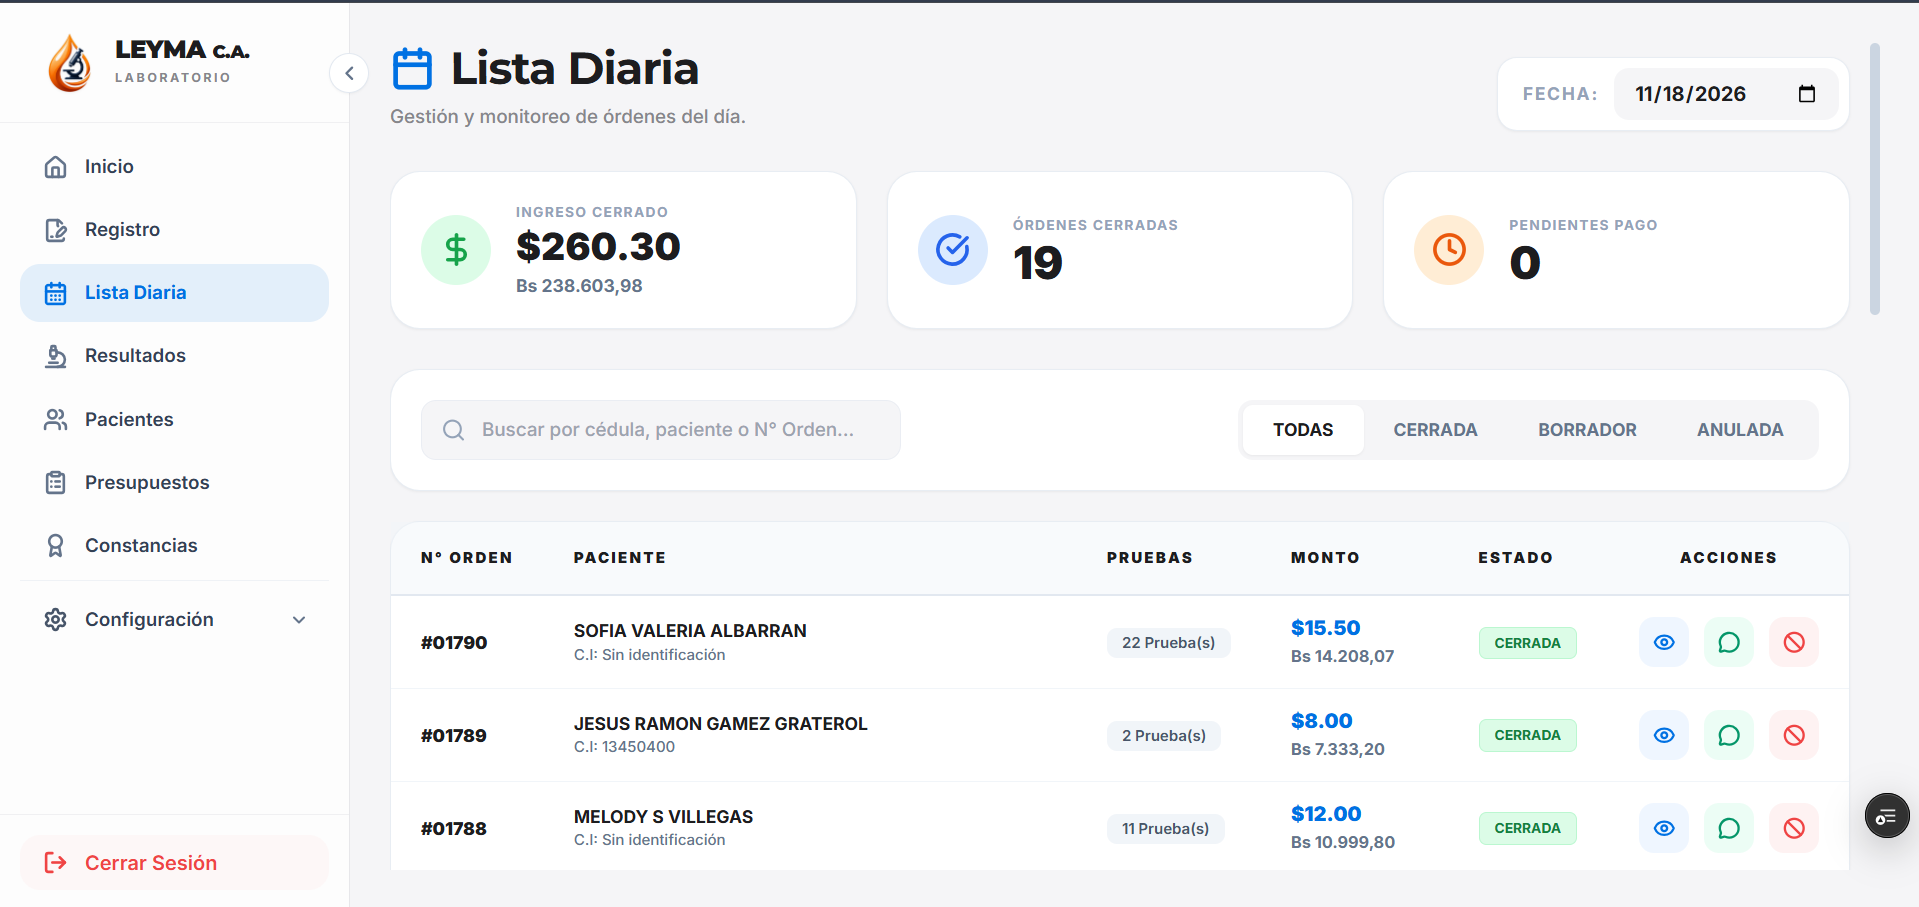 LEYMA C.A.
LABORATORIO
Inicio
Registro
Lista Diaria
Resultados
Pacientes
Presupuestos
Constancias
Configuración
Cerrar Sesión
Lista Diaria
Gestión y monitoreo de órdenes del día.
FECHA: 11/18/2026
INGRESO CERRADO
$260.30
Bs 238.603,98
ÓRDENES CERRADAS
19
PENDIENTES PAGO
0
Buscar por cédula, paciente o N° Orden...
TODAS CERRADA BORRADOR ANULADA
N° ORDEN PACIENTE PRUEBAS MONTO ESTADO ACCIONES
#01790 SOFIA VALERIA ALBARRAN 22 Prueba(s) $15.50 CERRADA
C.I: Sin identificación Bs 14.208,07
#01789 JESUS RAMON GAMEZ GRATEROL 2 Prueba(s) $8.00 CERRADA
C.I: 13450400 Bs 7.333,20
#01788 MELODY S VILLEGAS 11 Prueba(s) $12.00 CERRADA
C.I: Sin identificación Bs 10.999,80